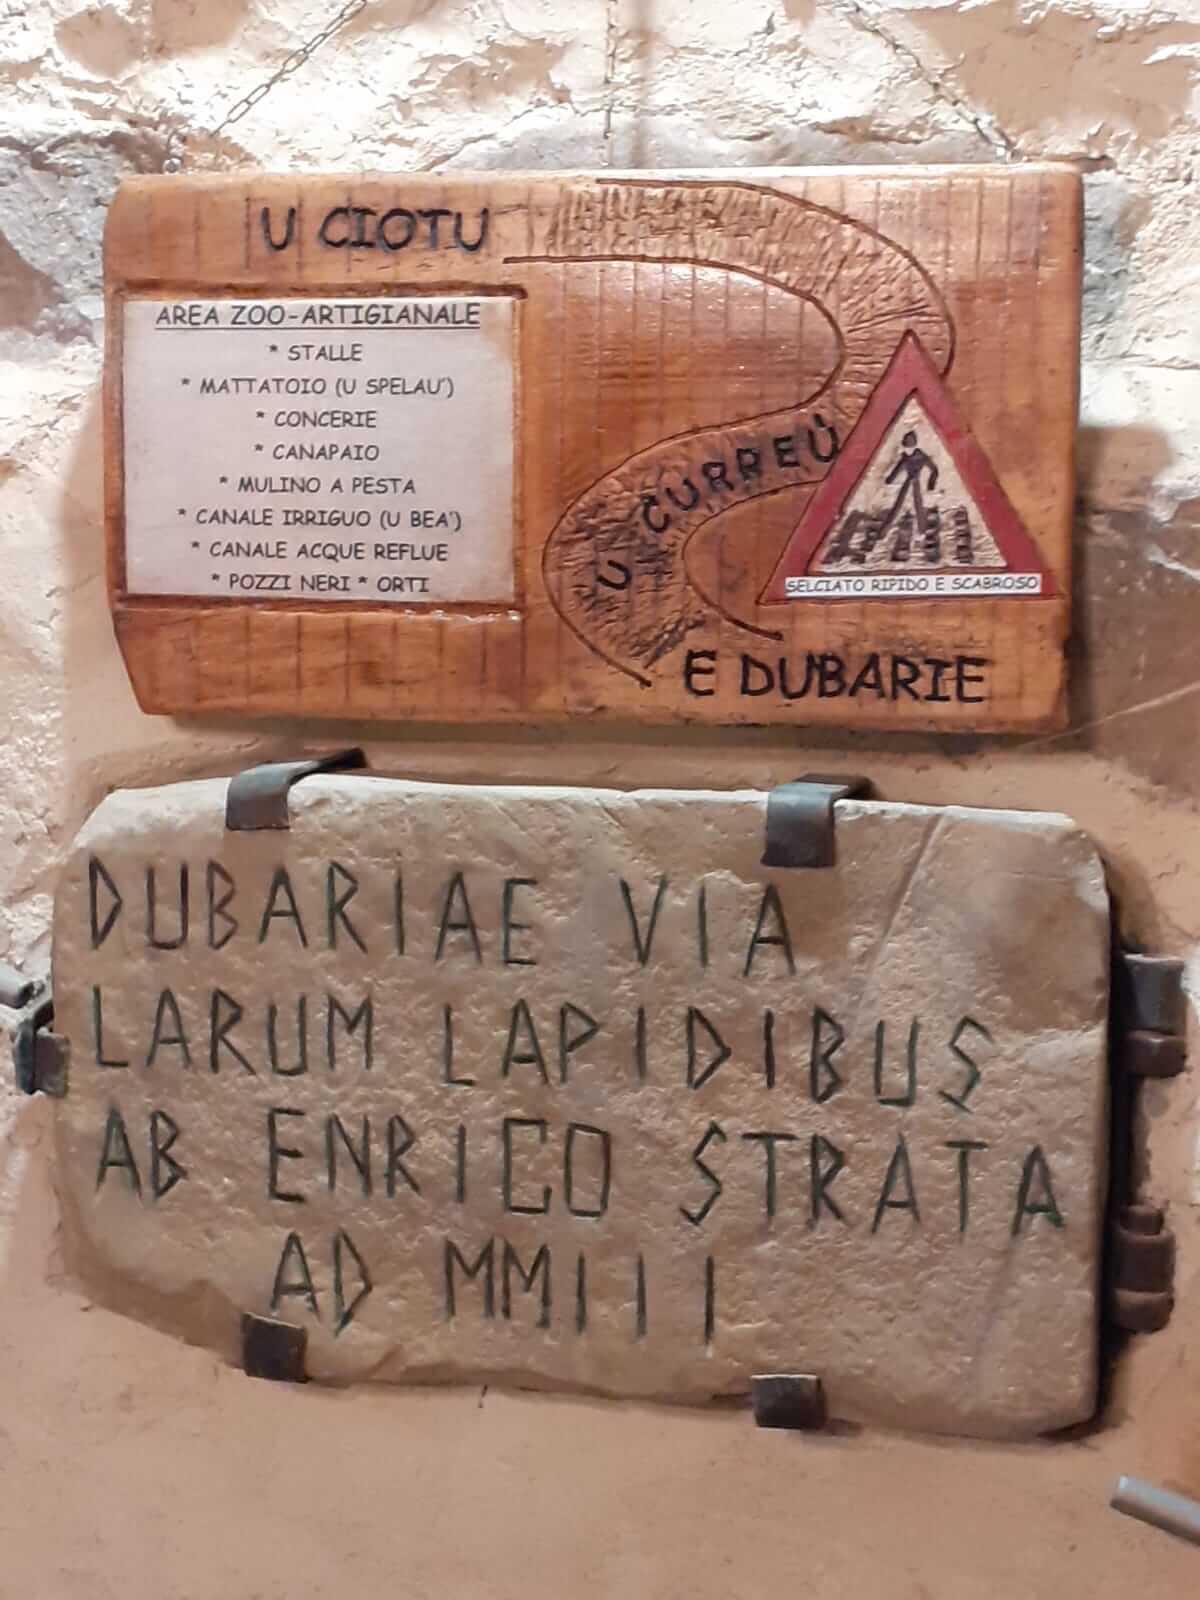 U CIOTU
AREA ZOO-ARTIGIANALE
* STALLE
* MATTATOIO (U SPELAU')
* CONCERIE
* CANAPAIO
* MULINO A PESTA
* CANALE IRRIGUO (U BEA')
* CANALE ACQUE REFLUE
* POZZI NERI * ORTI
U CURREÚ
SELCIATO RIPIDO E SCABROSO
E DUBARIE
DUBARIAE VIA
LARUM LAPIDIBUS
AB ENRICO STRATA
AD MMIII